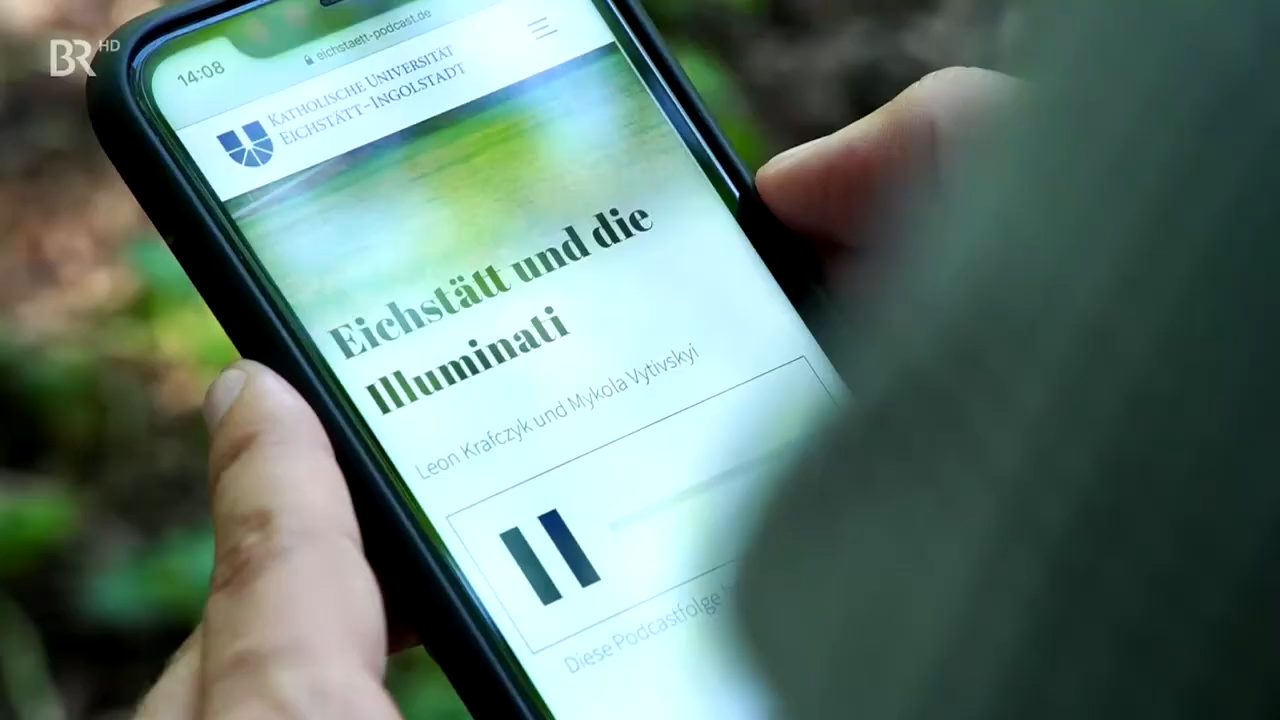 BR HD
14:08
eichstaett-podcast.de
KATHOLISCHE UNIVERSITÄT
EICHSTÄTT-INGOLSTADT
Eichstätt und die
Illuminati
Leon Krafczyk und Mykola Vytivskyi
Diese Podcastfolge